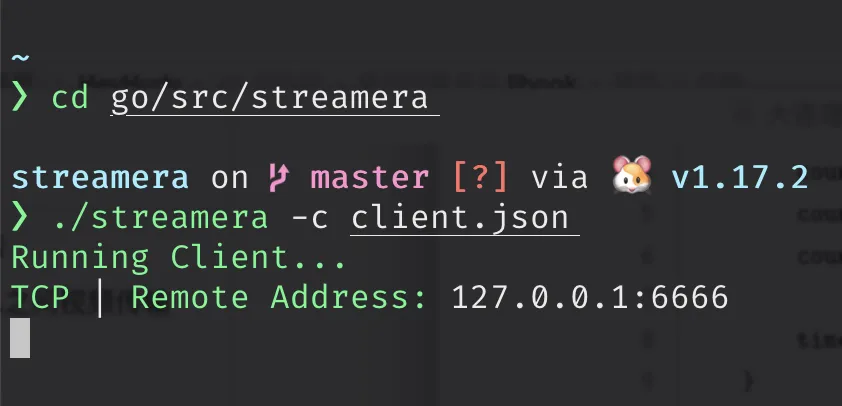 ~
❯ cd go/src/streamera
streamera on master [?] via 🐹 v1.17.2
❯ ./streamera -c client.json
Running Client...
TCP | Remote Address: 127.0.0.1:6666